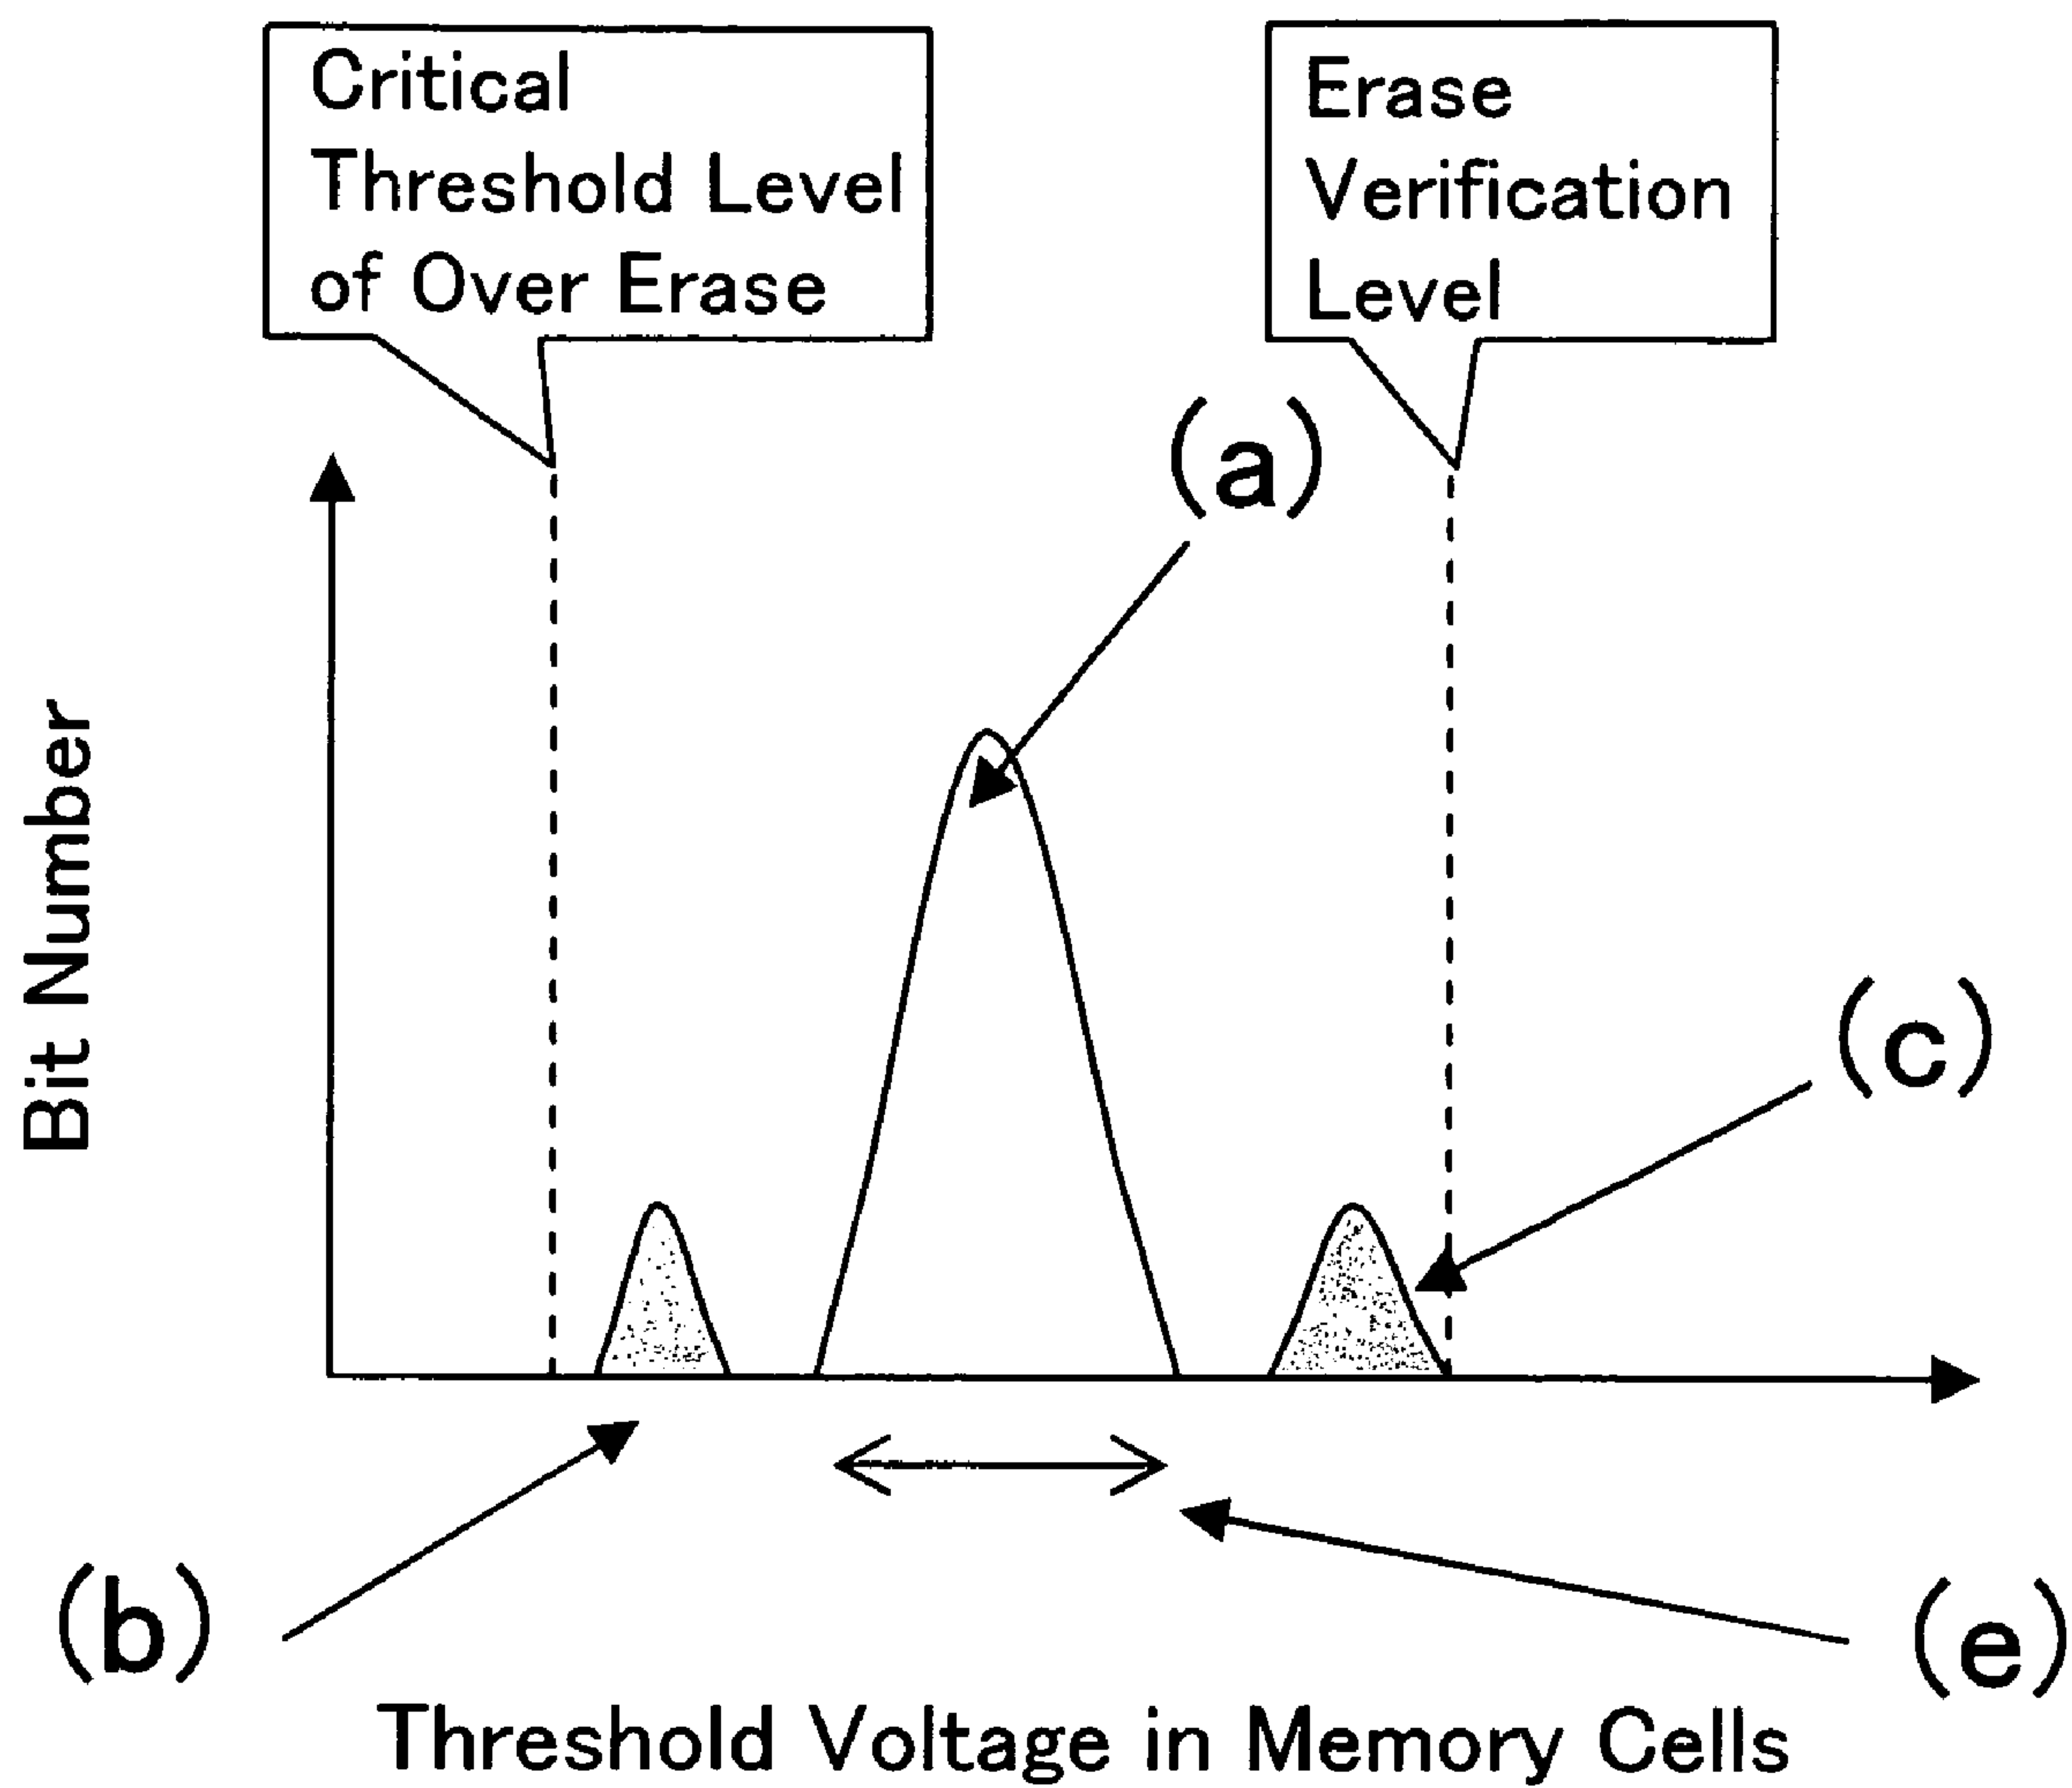 Critical
Threshold Level
of Over Erase
Erase
Verification
Level
(a)
Bit Number
(c)
(b)
(e)
Threshold Voltage in Memory Cells